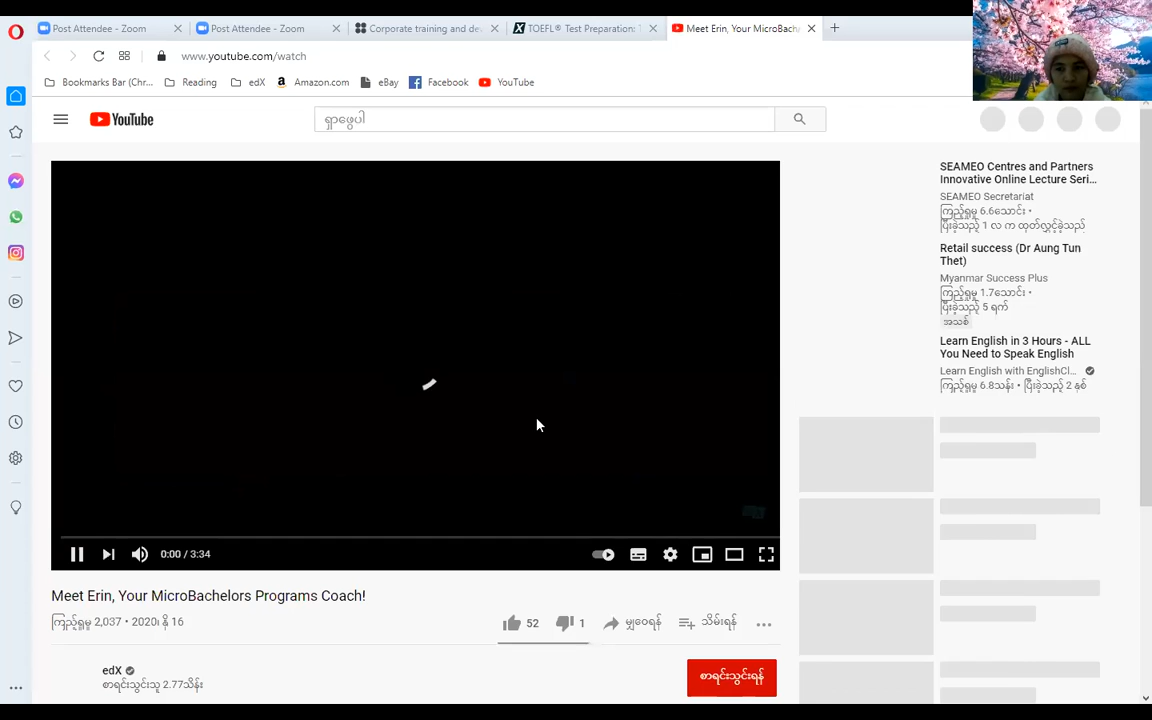 Post Attendee - Zoom
Post Attendee - Zoom
Corporate training and de
TOEFL® Test Preparation: T
Meet Erin, Your MicroBach
www.youtube.com/watch
Bookmarks Bar (Chr...
Reading
edX
Amazon.com
eBay
Facebook
YouTube
YouTube
ရှာဖွေပါ
SEAMEO Centres and Partners
Innovative Online Lecture Seri...
SEAMEO Secretariat
ကြည့်ရှုမှု 6.6သောင်း •
ပြီးခဲ့သည့် 1 လ က ထုတ်လွှင့်ခဲ့သည်
Retail success (Dr Aung Tun
Thet)
Myanmar Success Plus
ကြည့်ရှုမှု 1.7သောင်း •
ပြီးခဲ့သည့် 5 ရက်
အသစ်
Learn English in 3 Hours - ALL
You Need to Speak English
Learn English with EnglishCl...
ကြည့်ရှုမှု 6.8သန်း • ပြီးခဲ့သည့် 2 နှစ်
0:00 / 3:34
Meet Erin, Your MicroBachelors Programs Coach!
ကြည့်ရှုမှု 2,037 • 2020၊ နို 16
52
1
မျှဝေရန်
သိမ်းရန်
edX
စာရင်းသွင်းသူ 2.77သိန်း
စာရင်းသွင်းရန်